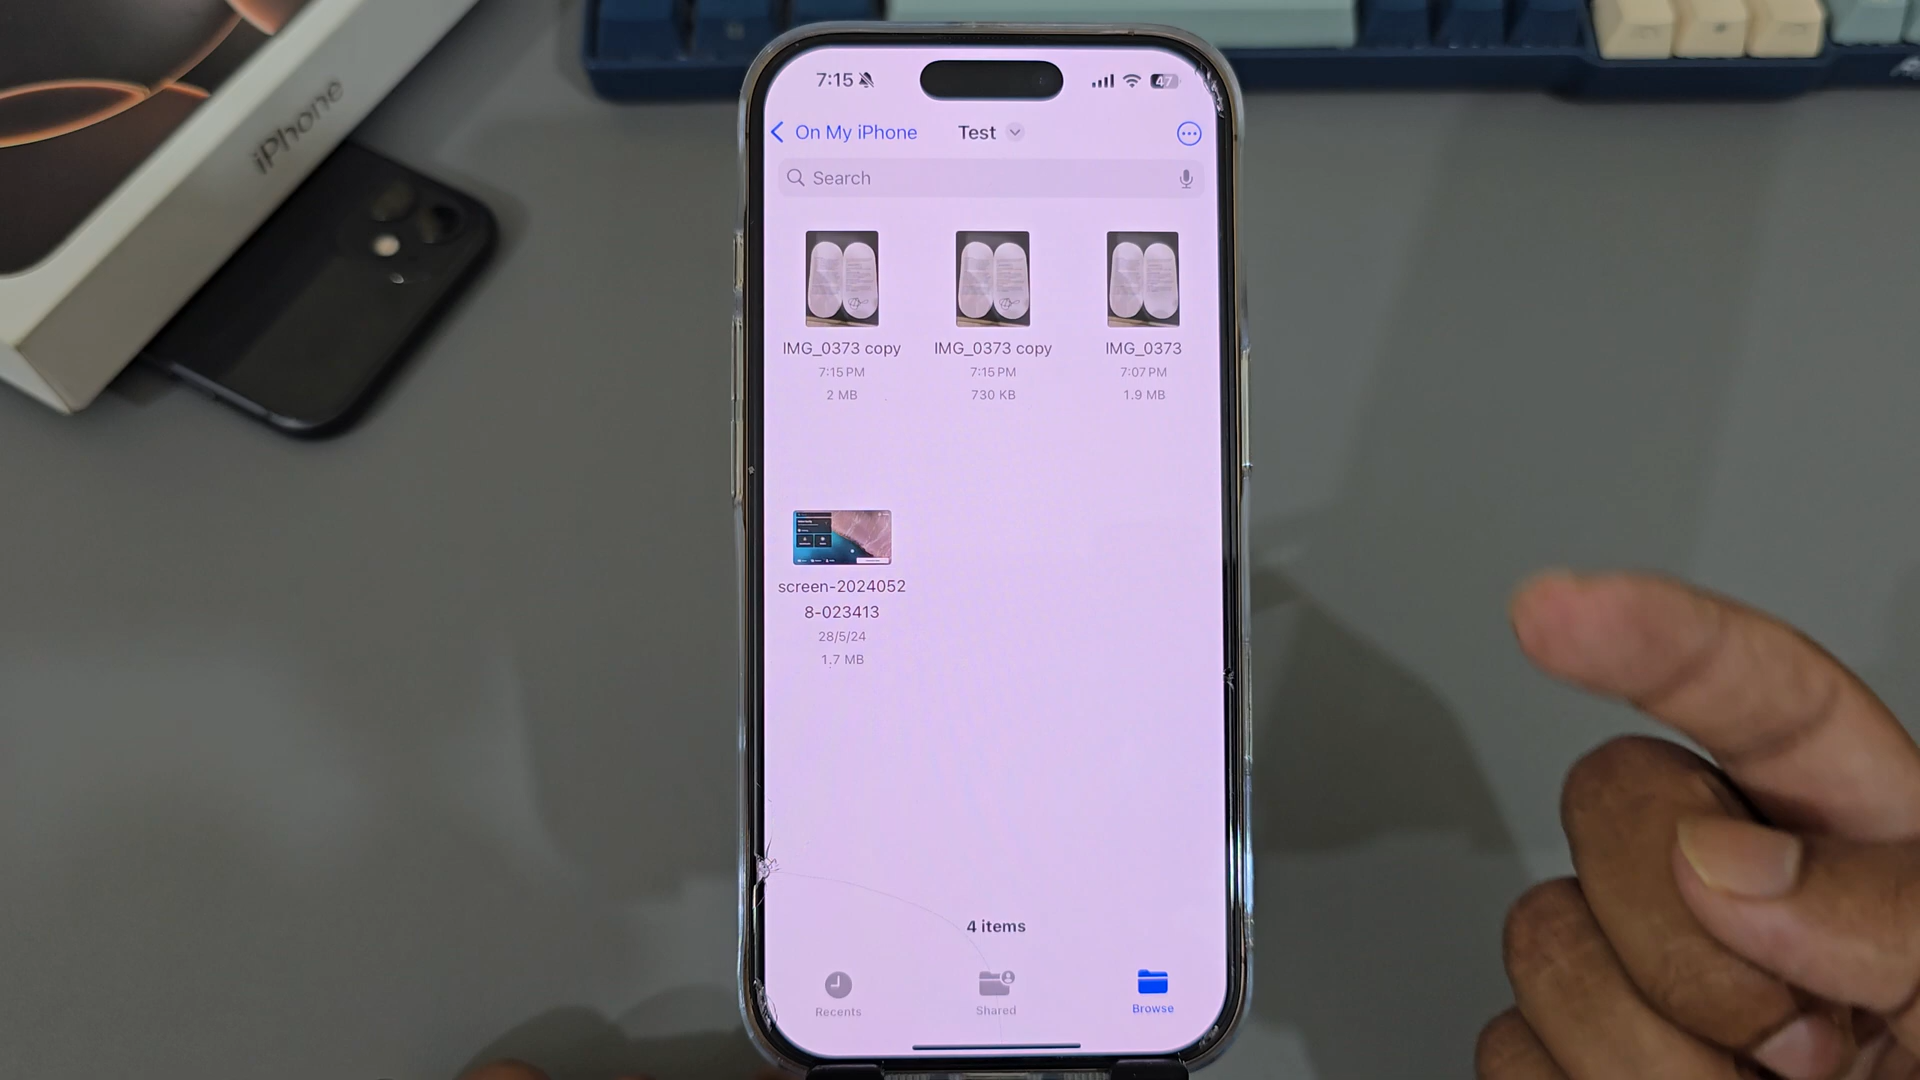 iPhone
7:15
47
On My iPhone
Test
Search
IMG_0373 copy
7:15 PM
2 MB
IMG_0373 copy
7:15 PM
730 KB
IMG_0373
7:07 PM
1.9 MB
screen-2024052
8-023413
28/5/24
1.7 MB
4 items
Recents
Shared
Browse